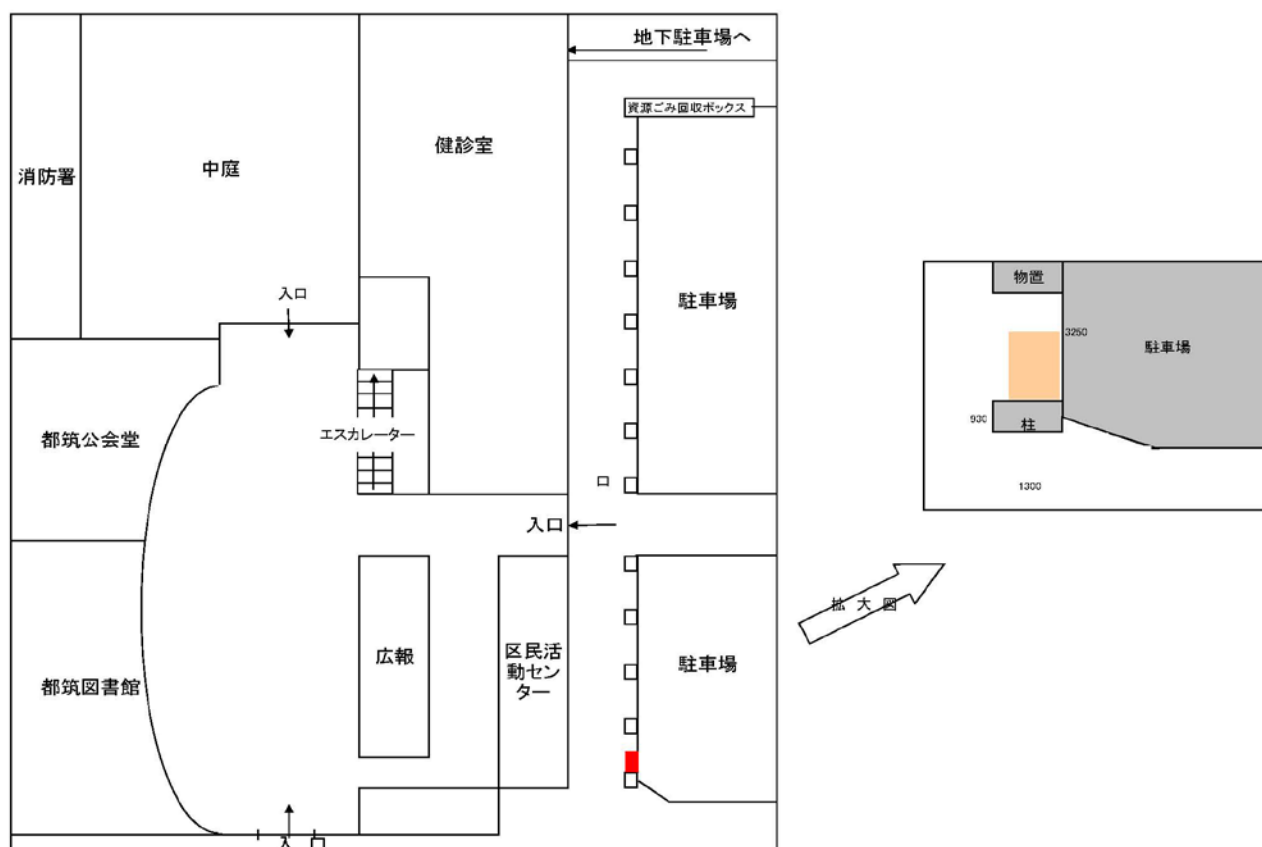 地下駐車場へ
資源ごみ回収ボックス
健診室
中庭
消防署
物置
入口
駐車場
3250
駐車場
都筑公会堂
エスカレーター
930
柱
口
1300
入口
拡大図
広報
区民活
動セン
ター
駐車場
都筑図書館
入口